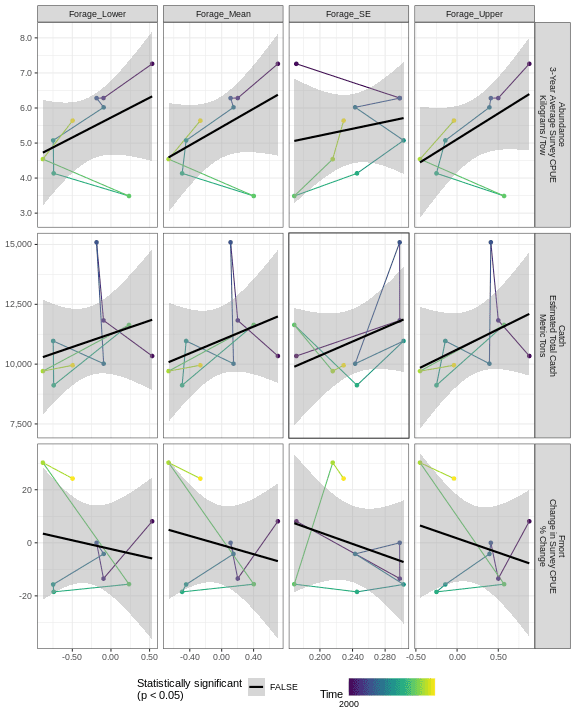 Forage_Lower Forage_Mean Forage_SE Forage_Upper
8.0
7.0
6.0
5.0
4.0
3.0
Abundance
3-Year Average Survey CPUE
Kilograms / Tow
15,000
12,500
10,000
7,500
Catch
Estimated Total Catch
Metric Tons
20
0
-20
Fmort
Change in Survey CPUE
% Change
-0.50 0.00 0.50 -0.40 0.00 0.40 0.200 0.240 0.280 -0.50 0.00 0.50
Statistically significant
(p < 0.05)
FALSE
Time
2000